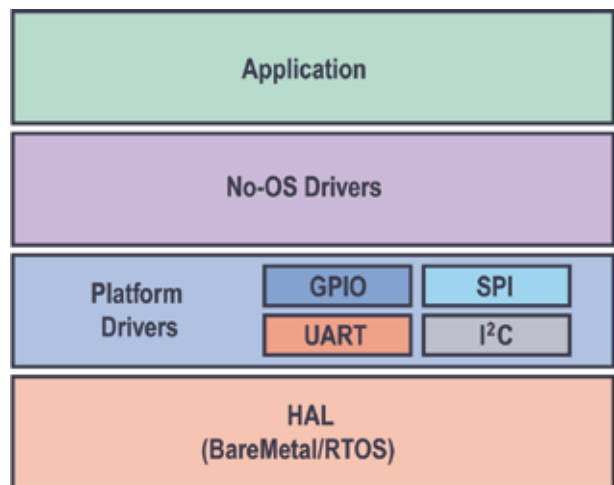 Application
No-OS Drivers
Platform
Drivers
GPIO
SPI
UART
I²C
HAL
(BareMetal/RTOS)